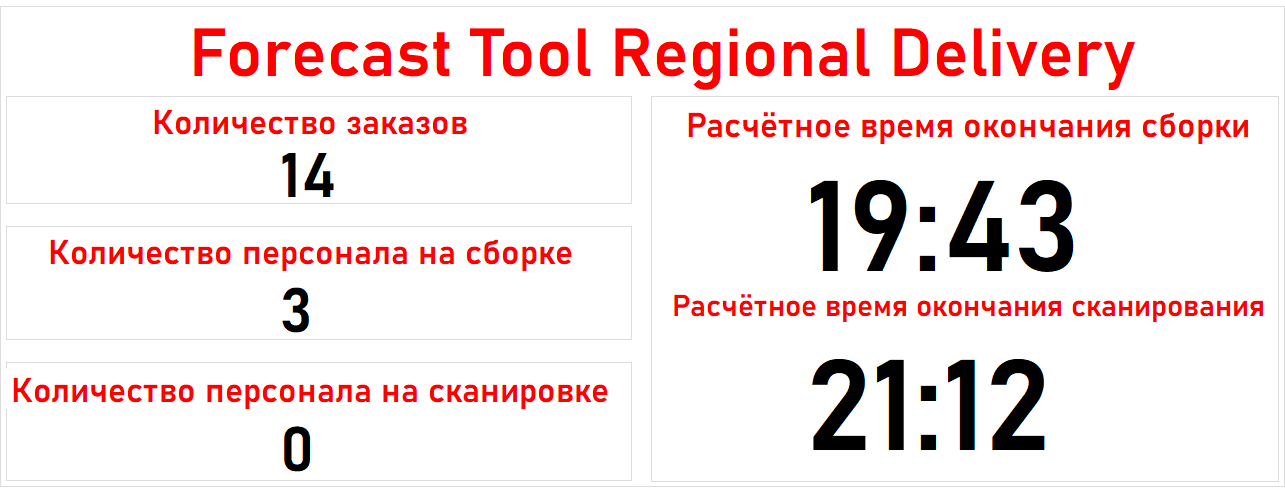 Forecast Tool Regional Delivery
Количество заказов
14
Количество персонала на сборке
3
Количество персонала на сканировке
0
Расчётное время окончания сборки
19:43
Расчётное время окончания сканирования
21:12